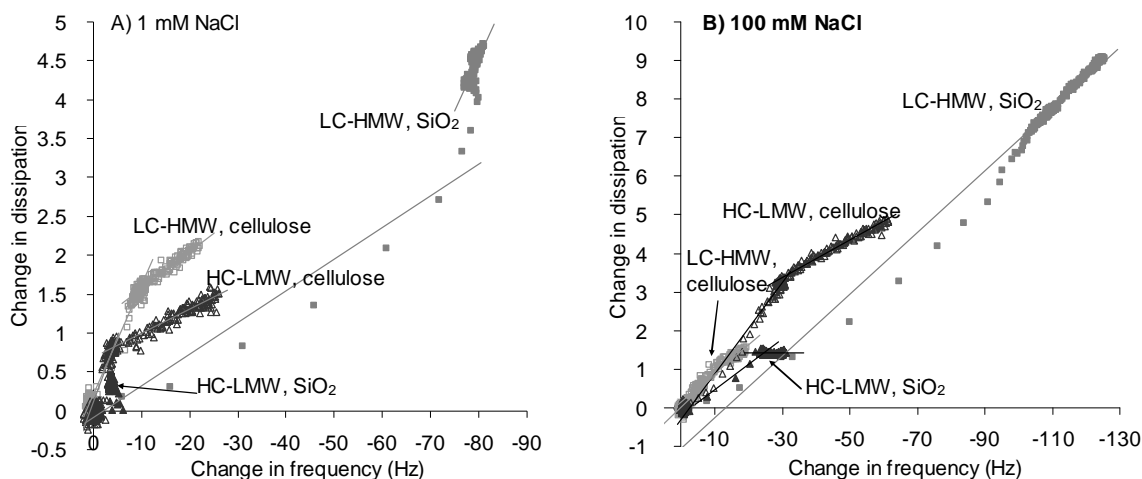 A) 1 mM NaCl
Change in dissipation
5
4.5
4
3.5
3
2.5
2
1.5
1
0.5
0
-0.5
LC-HMW, SiO2
LC-HMW, cellulose
HC-LMW, cellulose
HC-LMW, SiO2
0 -10 -20 -30 -40 -50 -60 -70 -80 -90
Change in frequency (Hz)
B) 100 mM NaCl
Change in dissipation
10
9
8
7
6
5
4
3
2
1
0
-1
LC-HMW, SiO2
HC-LMW, cellulose
LC-HMW,
cellulose
HC-LMW, SiO2
-10 -30 -50 -70 -90 -110 -130
Change in frequency (Hz)